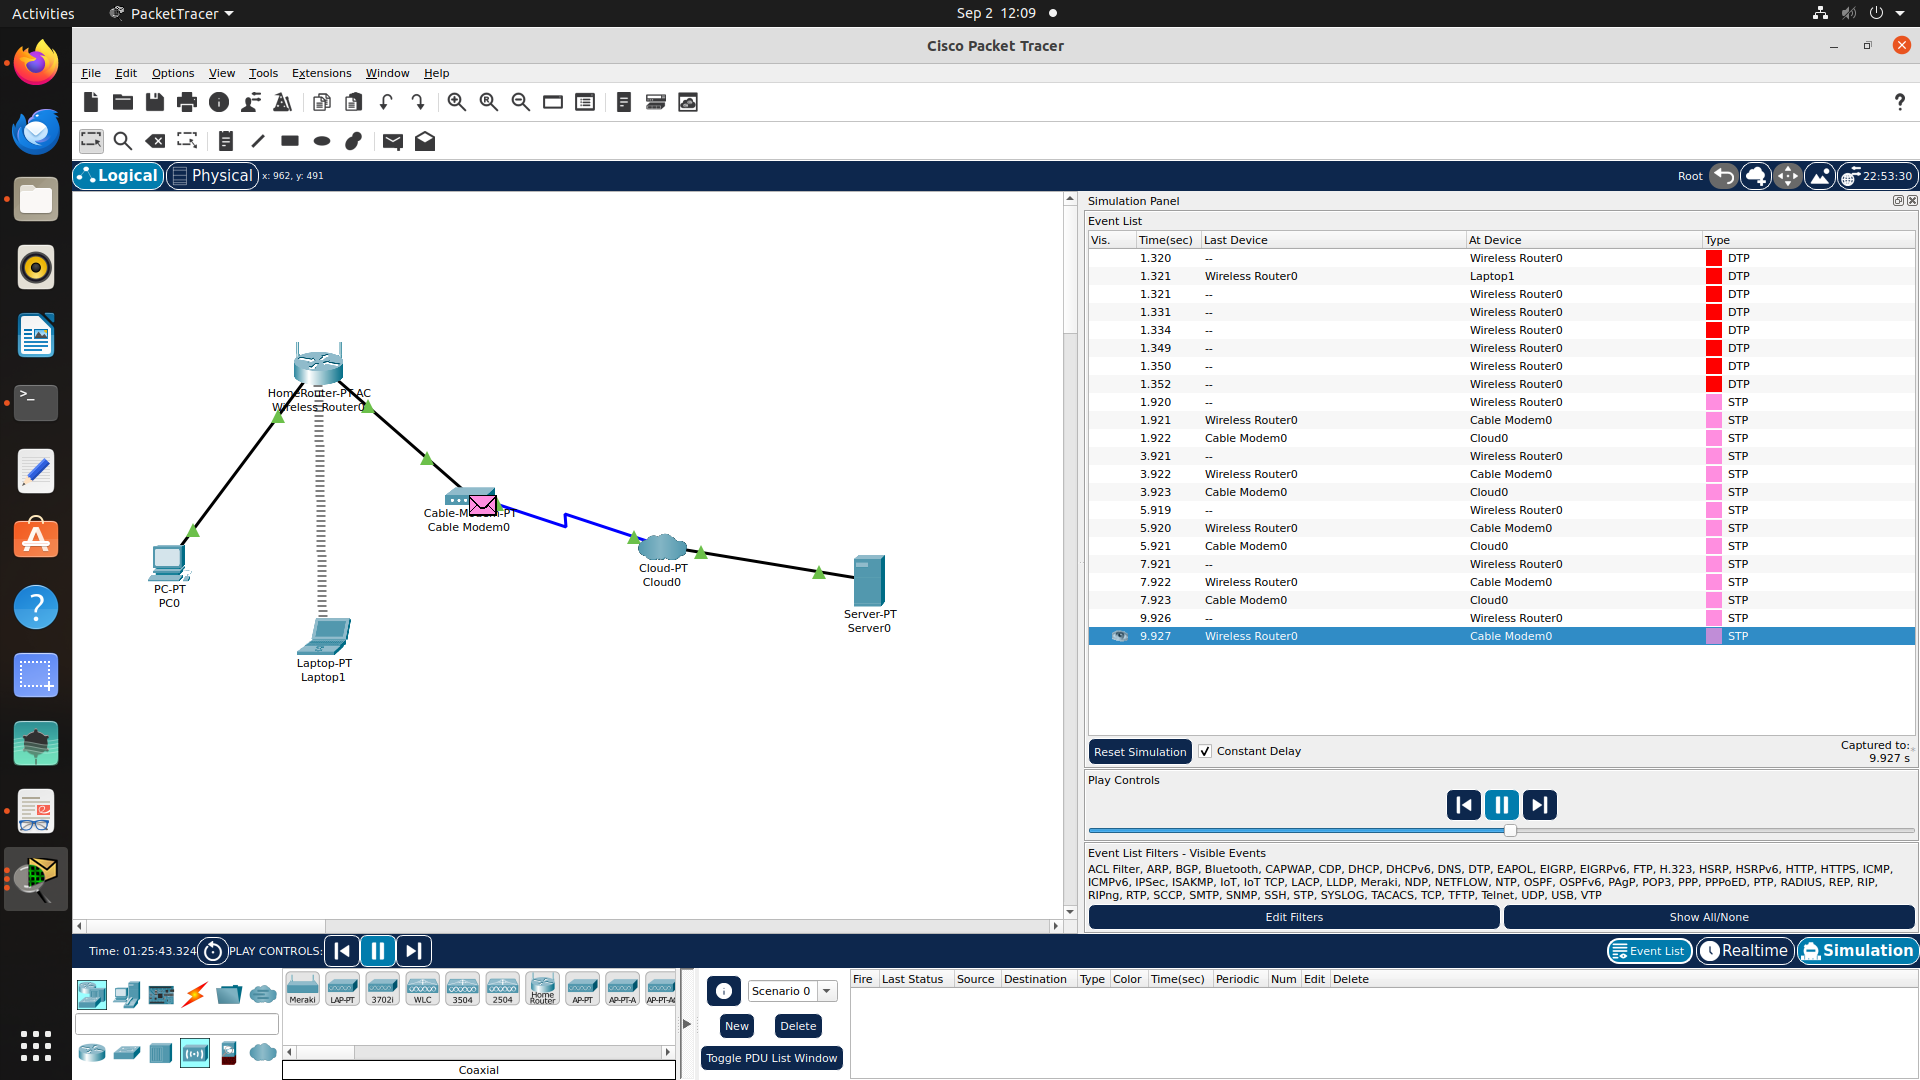 Activities
PacketTracer
Sep 2 12:09
Cisco Packet Tracer
File Edit Options View Tools Extensions Window Help
Logical
Physical
x: 962, y: 491
Root
22:53:30
HomeRouter-PT-AC
Wireless Router0
Cable-Modem-PT
Cable Modem0
Cloud-PT
Cloud0
PC-PT
PC0
Server-PT
Server0
Laptop-PT
Laptop1
Simulation Panel
Event List
Vis. Time(sec) Last Device At Device Type
1.320 -- Wireless Router0 DTP
1.321 Wireless Router0 Laptop1 DTP
1.321 -- Wireless Router0 DTP
1.331 -- Wireless Router0 DTP
1.334 -- Wireless Router0 DTP
1.349 -- Wireless Router0 DTP
1.350 -- Wireless Router0 DTP
1.352 -- Wireless Router0 DTP
1.920 -- Wireless Router0 STP
1.921 Wireless Router0 Cable Modem0 STP
1.922 Cable Modem0 Cloud0 STP
3.921 -- Wireless Router0 STP
3.922 Wireless Router0 Cable Modem0 STP
3.923 Cable Modem0 Cloud0 STP
5.919 -- Wireless Router0 STP
5.920 Wireless Router0 Cable Modem0 STP
5.921 Cable Modem0 Cloud0 STP
7.921 -- Wireless Router0 STP
7.922 Wireless Router0 Cable Modem0 STP
7.923 Cable Modem0 Cloud0 STP
9.926 -- Wireless Router0 STP
9.927 Wireless Router0 Cable Modem0 STP
Reset Simulation
Constant Delay
Captured to:
9.927 s
Play Controls
Event List Filters - Visible Events
ACL Filter, ARP, BGP, Bluetooth, CAPWAP, CDP, DHCP, DHCPv6, DNS, DTP, EAPOL, EIGRP, EIGRPv6, FTP, H.323, HSRP, HSRPv6, HTTP, HTTPS, ICMP,
ICMPv6, IPSec, ISAKMP, IoT, IoT TCP, LACP, LLDP, Meraki, NDP, NETFLOW, NTP, OSPF, OSPFv6, PAgP, POP3, PPP, PPPoED, PTP, RADIUS, REP, RIP,
RIPng, RTP, SCCP, SMTP, SNMP, SSH, STP, SYSLOG, TACACS, TCP, TFTP, Telnet, UDP, USB, VTP
Edit Filters
Show All/None
Time: 01:25:43.324
PLAY CONTROLS:
Event List
Realtime
Simulation
Meraki LAP-PT 3702i WLC 3504 2504 Home Router AP-PT AP-PT-A AP-PT-AC
Coaxial
Scenario 0
New
Delete
Toggle PDU List Window
Fire Last Status Source Destination Type Color Time(sec) Periodic Num Edit Delete